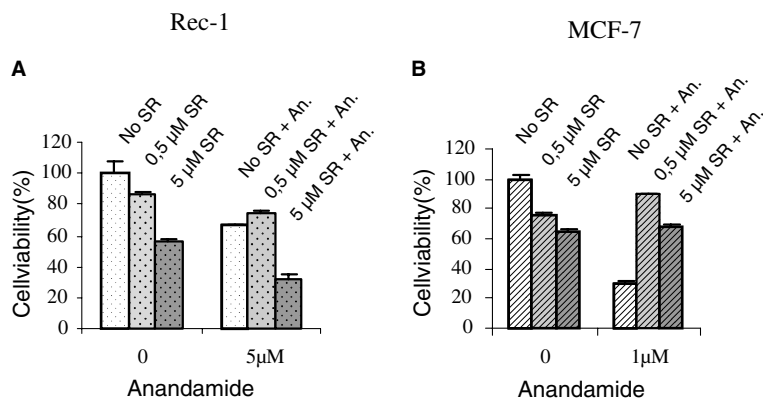 Rec-1
MCF-7
A
No SR
0,5 µM SR
5 µM SR
No SR + An.
0,5 µM SR + An.
5 µM SR + An.
120
100
80
60
40
20
0
Cellviability(%)
0
5µM
Anandamide
B
No SR
0,5 µM SR
5 µM SR
No SR + An.
0,5 µM SR + An.
5 µM SR + An.
120
100
80
60
40
20
0
Cellviability(%)
0
1µM
Anandamide